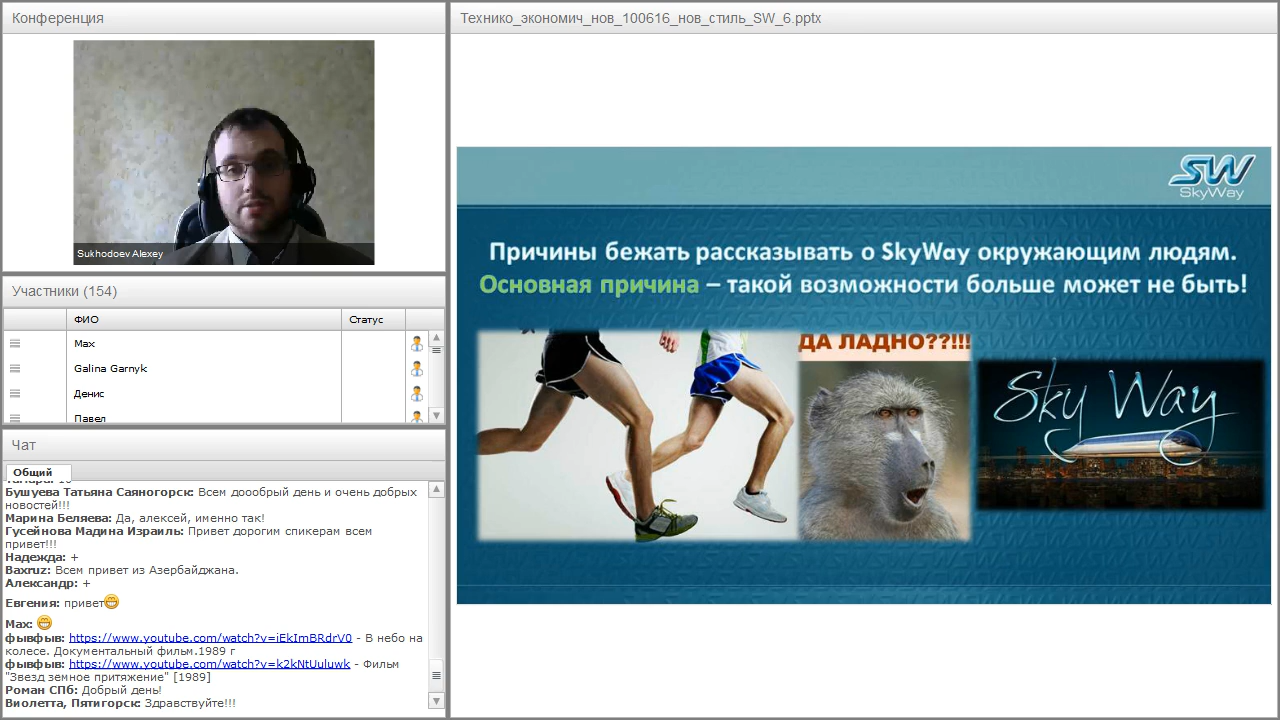 Конференция
Sukhodoev Alexey
Участники (154)
ФИО
Статус
Max
Galina Garnyk
Денис
Павел
Чат
Общий
Бушуева Татьяна Саяногорск: Всем доообрый день и очень добрых
новостей!!!
Марина Беляева: Да, алексей, именно так!
Гусейнова Мадина Израиль: Привет дорогим спикерам всем
привет!!!
Надежда: +
Baxruz: Всем привет из Азербайджана.
Александр: +
Евгения: привет
Max:
фывфыв: https://www.youtube.com/watch?v=iEkImBRdrV0 - В небо на
колесе. Документальный фильм.1989 г
фывфыв: https://www.youtube.com/watch?v=k2kNtUuluwk - Фильм
"Звезд земное притяжение" [1989]
Роман СПб: Добрый день!
Виолетта, Пятигорск: Здравствуйте!!!
Технико_экономич_нов_100616_нов_стиль_SW_6.pptx
SW
SkyWay
Причины бежать рассказывать о SkyWay окружающим людям.
Основная причина – такой возможности больше может не быть!
ДА ЛАДНО??!!!
Sky Way